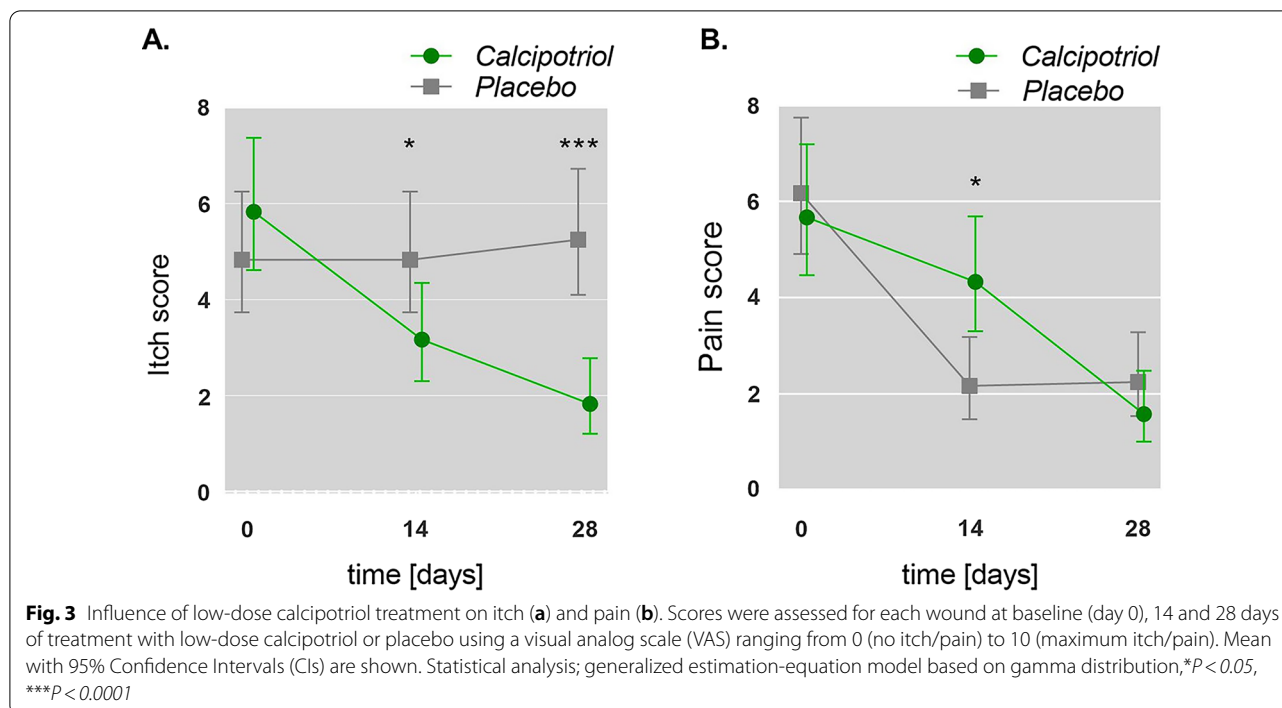 A.
Calcipotriol
Placebo
8
6
4
2
0
* ***
Itch score
0 14 28
time [days]
B.
Calcipotriol
Placebo
8
6
4
2
0
*
Pain score
0 14 28
time [days]
Fig. 3 Influence of low-dose calcipotriol treatment on itch (a) and pain (b). Scores were assessed for each wound at baseline (day 0), 14 and 28 days
of treatment with low-dose calcipotriol or placebo using a visual analog scale (VAS) ranging from 0 (no itch/pain) to 10 (maximum itch/pain). Mean
with 95% Confidence Intervals (CIs) are shown. Statistical analysis; generalized estimation-equation model based on gamma distribution,*P < 0.05,
***P < 0.0001